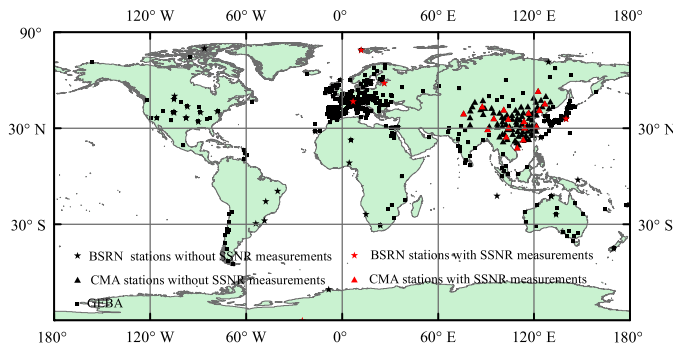 120° W 60° W 0° 60° E 120° E 180°
90°
30° N 30° N
30° S 30° S
BSRN stations without SSNR measurements BSRN stations with SSNR measurements
CMA stations without SSNR measurements CMA stations with SSNR measurements
GEBA
180° 120° W 60° W 0° 60° E 120° E 180°